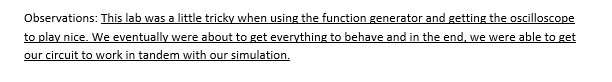 Observations: This lab was a little tricky when using the function generator and getting the oscilloscope
to play nice. We eventually were about to get everything to behave and in the end, we were able to get
our circuit to work in tandem with our simulation.